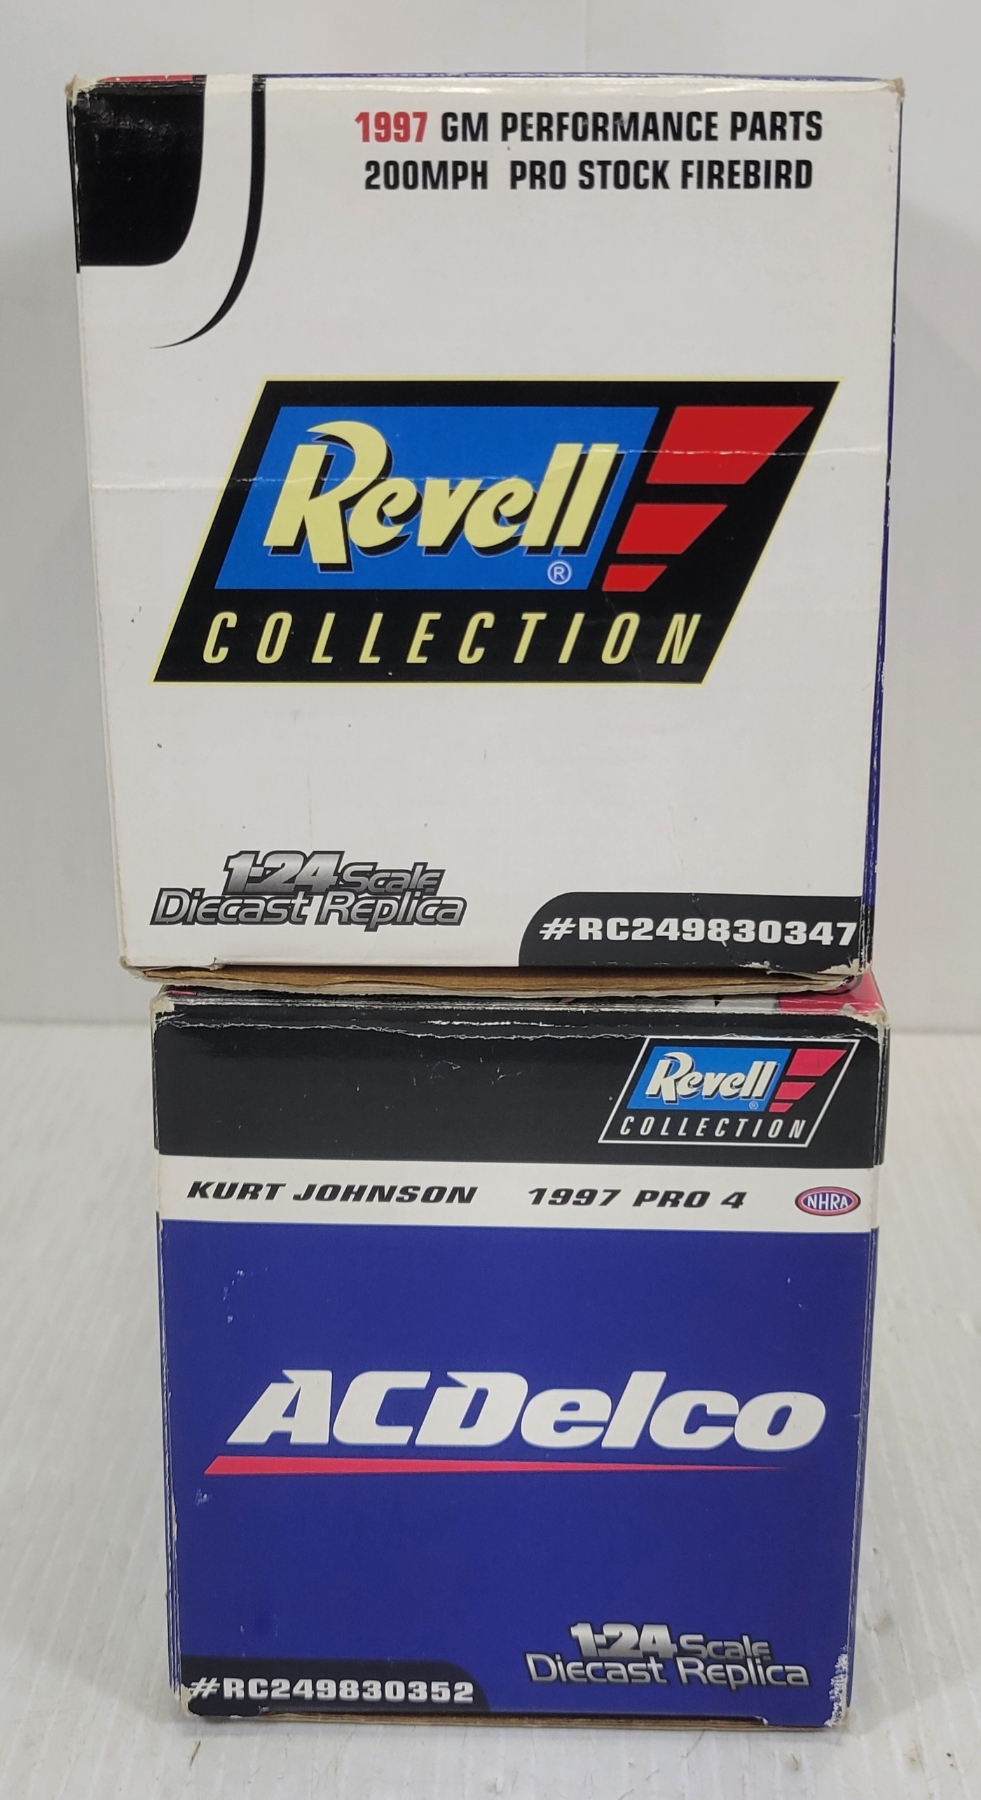 1997 GM PERFORMANCE PARTS
200MPH PRO STOCK FIREBIRD
Revell
®
COLLECTION
1:24 Scale
Diecast Replica
#RC249830347
Revell
®
COLLECTION
KURT JOHNSON 1997 PRO 4 NHRA
ACDelco
1:24 Scale
Diecast Replica
#RC249830352